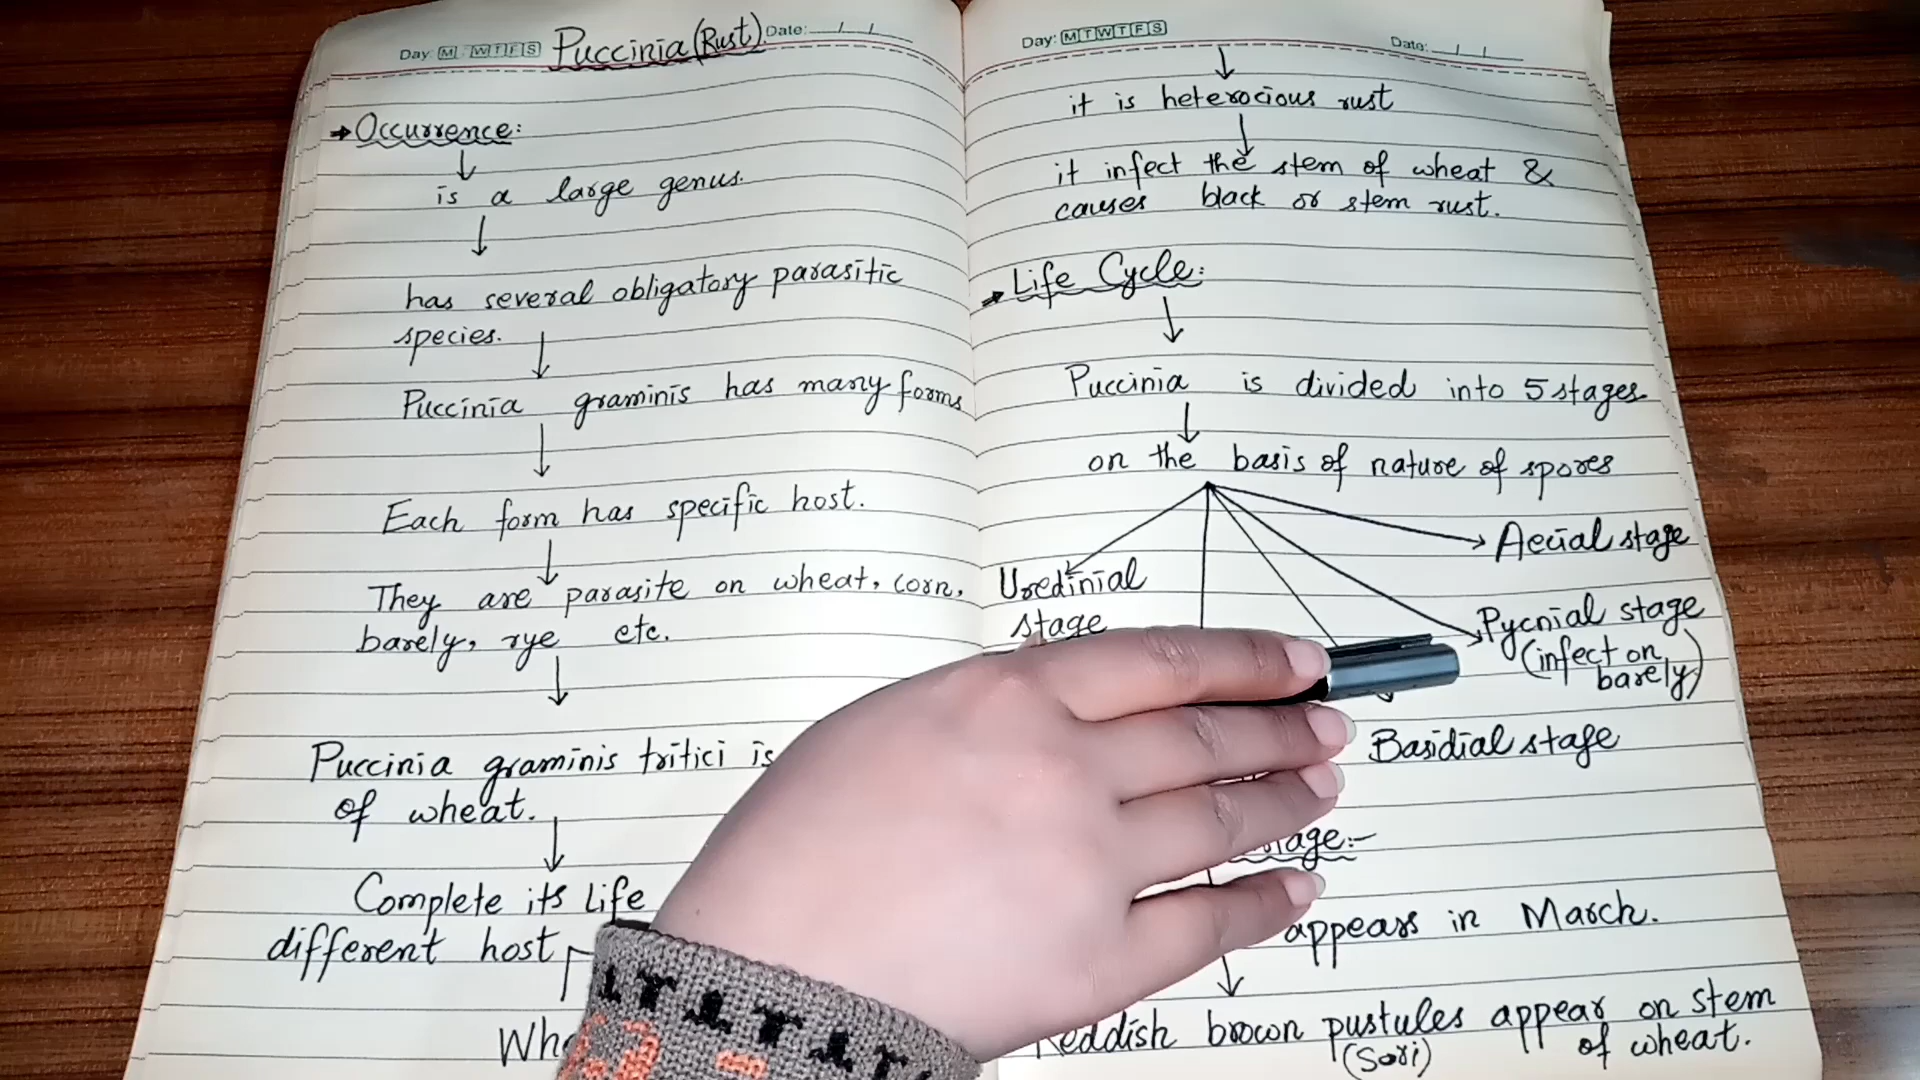 Day: M WTFS Puccinia (Rust). Date: / /
→ Occurrence:
is a large genus.
has several obligatory parasitic
species.
Puccinia graminis has many forms
Each form has specific host.
They are parasite on wheat, corn,
barely, rye etc.
Puccinia graminis tritici is
of wheat.
Complete its life
different host
Day: MTWTFS Date: / /
it is heterocious rust
it infect the stem of wheat &
causes black or stem rust.
→ Life Cycle:
Puccinia is divided into 5 stages
on the basis of nature of spores
Aecial stage
Uredinial
stage
Pycnial stage
(infect on
barely)
Basidial stage
stage:-
appears in March.
Reddish brown pustules appear on stem
(Sori) of wheat.